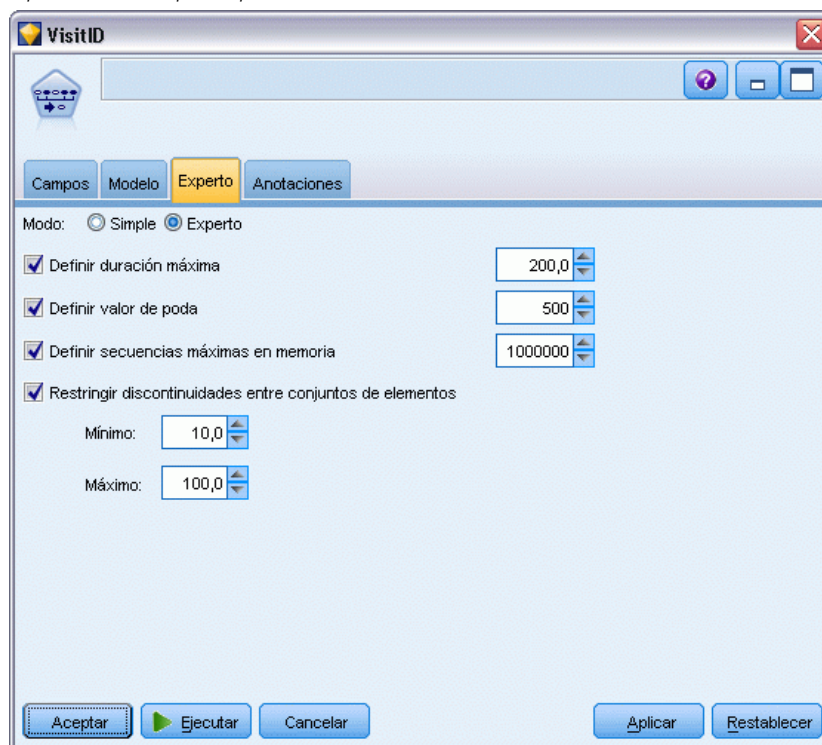 VisitID
Campos Modelo Experto Anotaciones
Modo: Simple Experto
Definir duración máxima 200,0
Definir valor de poda 500
Definir secuencias máximas en memoria 1000000
Restringir discontinuidades entre conjuntos de elementos
Mínimo: 10,0
Máximo: 100,0
Aceptar Ejecutar Cancelar Aplicar Restablecer